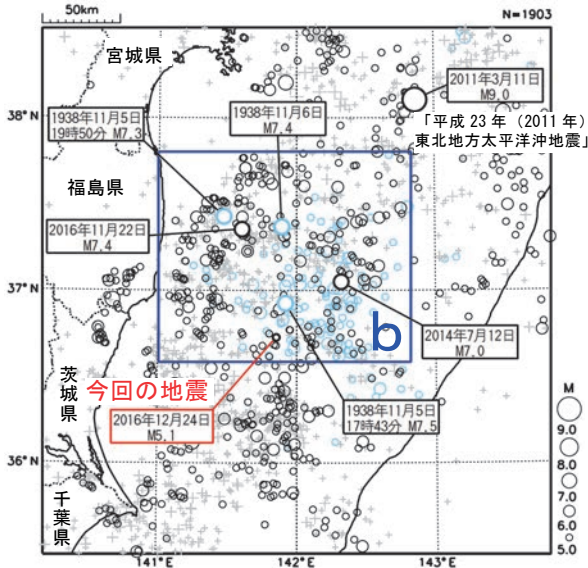 50km
N=1903
宮城県
2011年3月11日
M9.0
38°N
「平成 23 年 (2011 年)
東北地方太平洋沖地震」
1938年11月5日
19時50分 M7.3
1938年11月6日
M7.4
福島県
2016年11月22日
M7.4
37°N
b
2014年7月12日
M7.0
茨城県
今回の地震
2016年12月24日
M5.1
1938年11月5日
17時43分 M7.5
36°N
千葉県
M
9.0
8.0
7.0
6.0
5.0
141°E
142°E
143°E